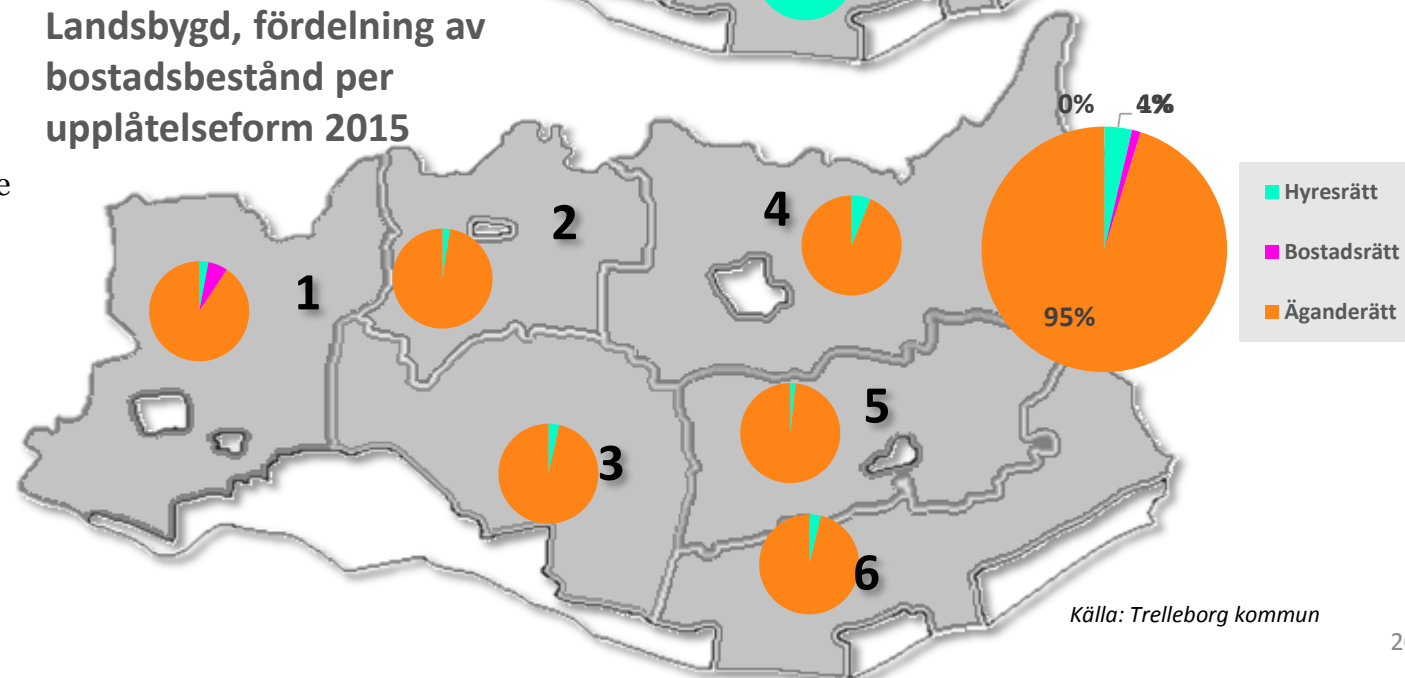 Landsbygd, fördelning av
bostadsbestånd per
upplåtelseform 2015
e
0% 4%
95%
Hyresrätt
Bostadsrätt
Äganderätt
1
2
4
3
5
6
Källa: Trelleborg kommun